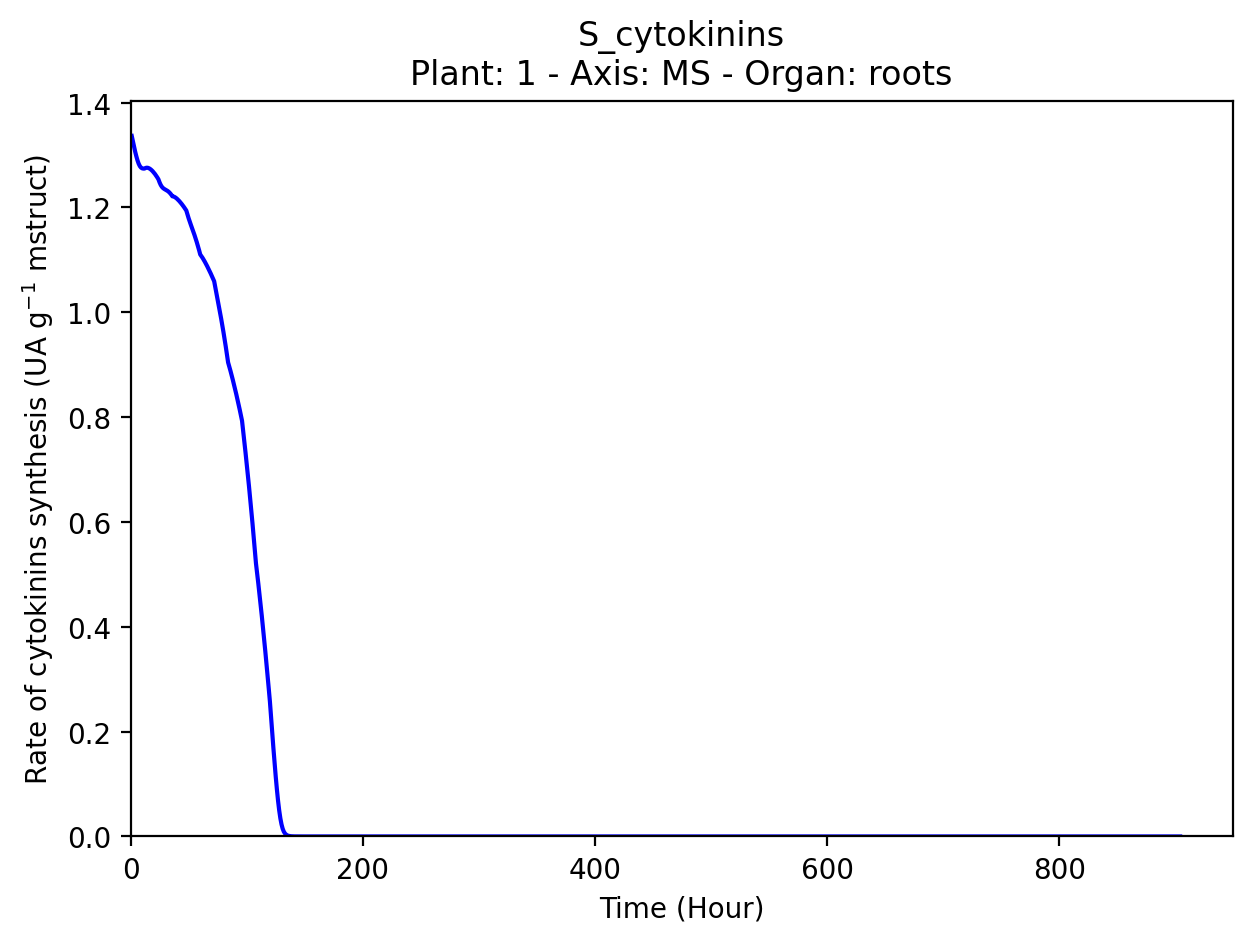 S_cytokinins
Plant: 1 - Axis: MS - Organ: roots
Rate of cytokinins synthesis (UA g⁻¹ mstruct)
1.4
1.2
1.0
0.8
0.6
0.4
0.2
0.0
0 200 400 600 800
Time (Hour)